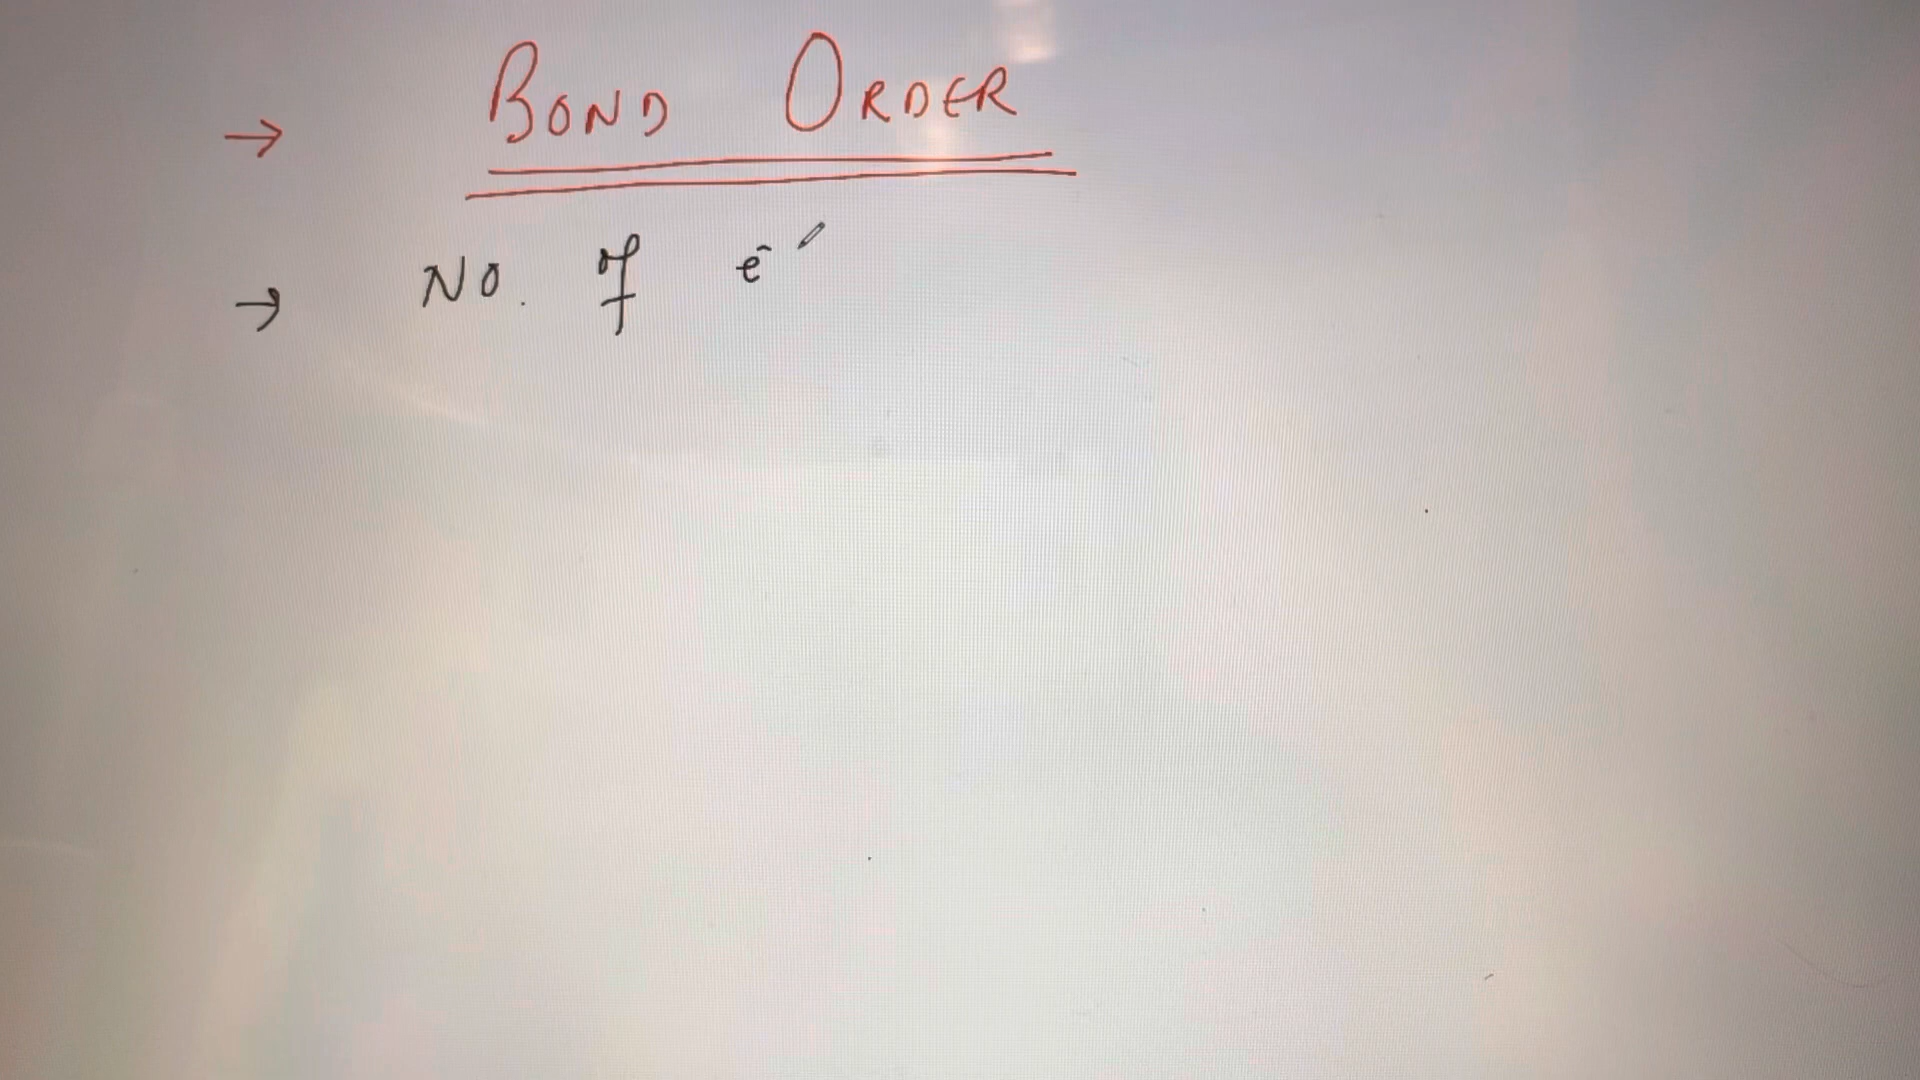 → BOND ORDER
→ No. of e⁻